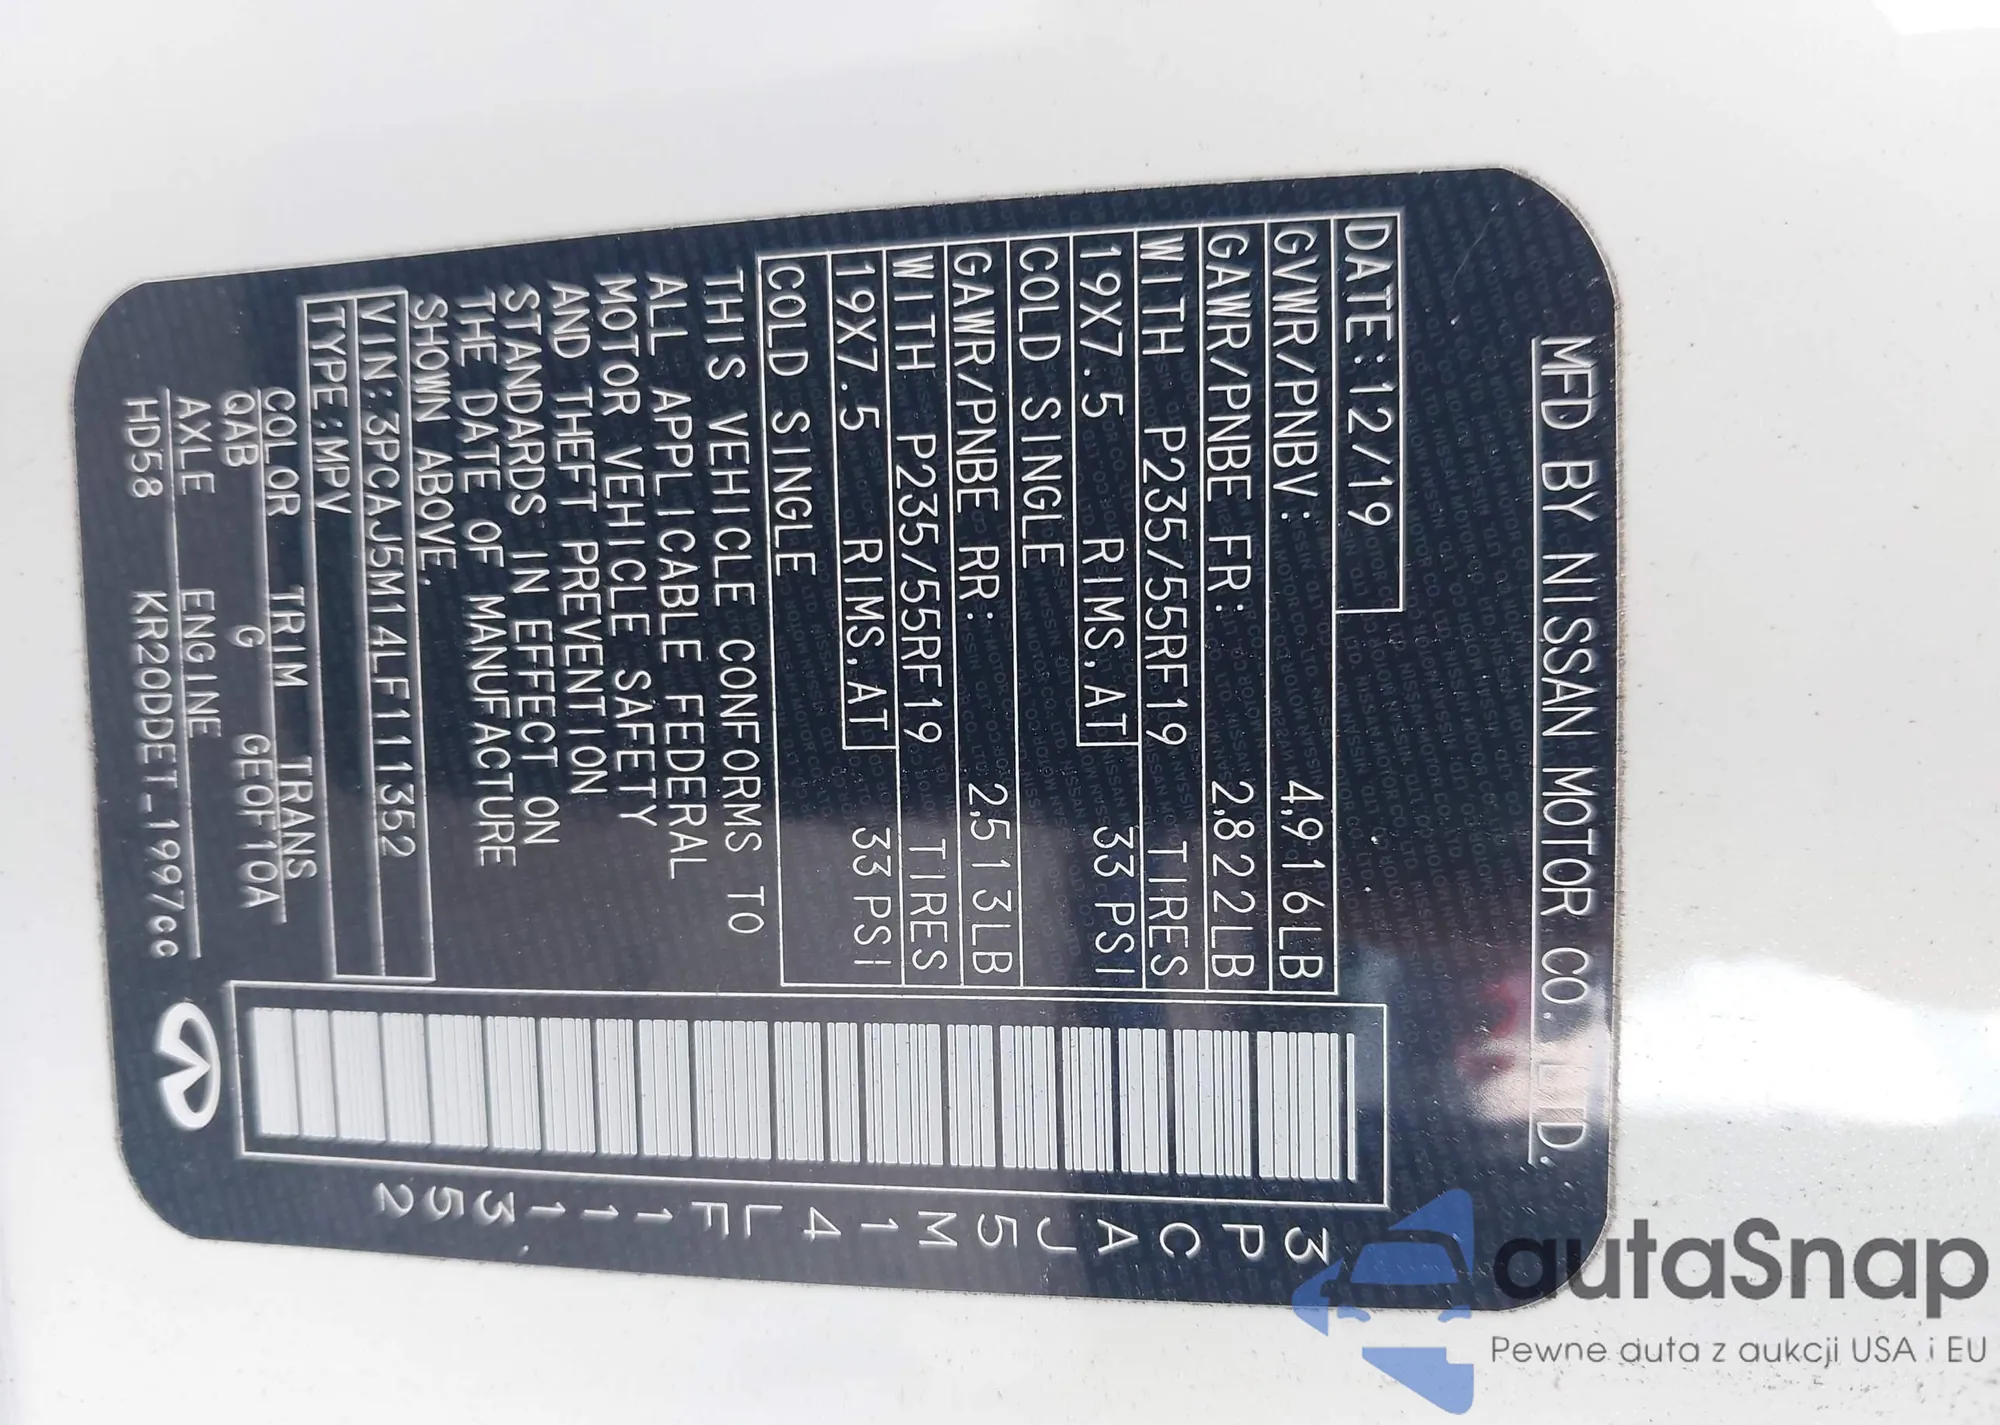 MFD BY NISSAN MOTOR CO. LTD.
DATE:12/19
GVWR/PNBV: 4,916LB
GAWR/PNBE FR: 2,822LB
WITH P235/55RF19 TIRES
19X7.5 RIMS,AT 33 PSI
COLD SINGLE
GAWR/PNBE RR: 2,513LB
WITH P235/55RF19 TIRES
19X7.5 RIMS,AT 33 PSI
COLD SINGLE
THIS VEHICLE CONFORMS TO
ALL APPLICABLE FEDERAL
MOTOR VEHICLE SAFETY
AND THEFT PREVENTION
STANDARDS IN EFFECT ON
THE DATE OF MANUFACTURE
SHOWN ABOVE.
VIN:3PCAJ5M14LF111352
TYPE:MPV
COLOR TRIM TRANS
QAB G GEOF10A
AXLE ENGINE
HD58 KR20DDET_1997cc
3PCAJ5M14LF111352
autaSnap
Pewne auta z aukcji USA i EU